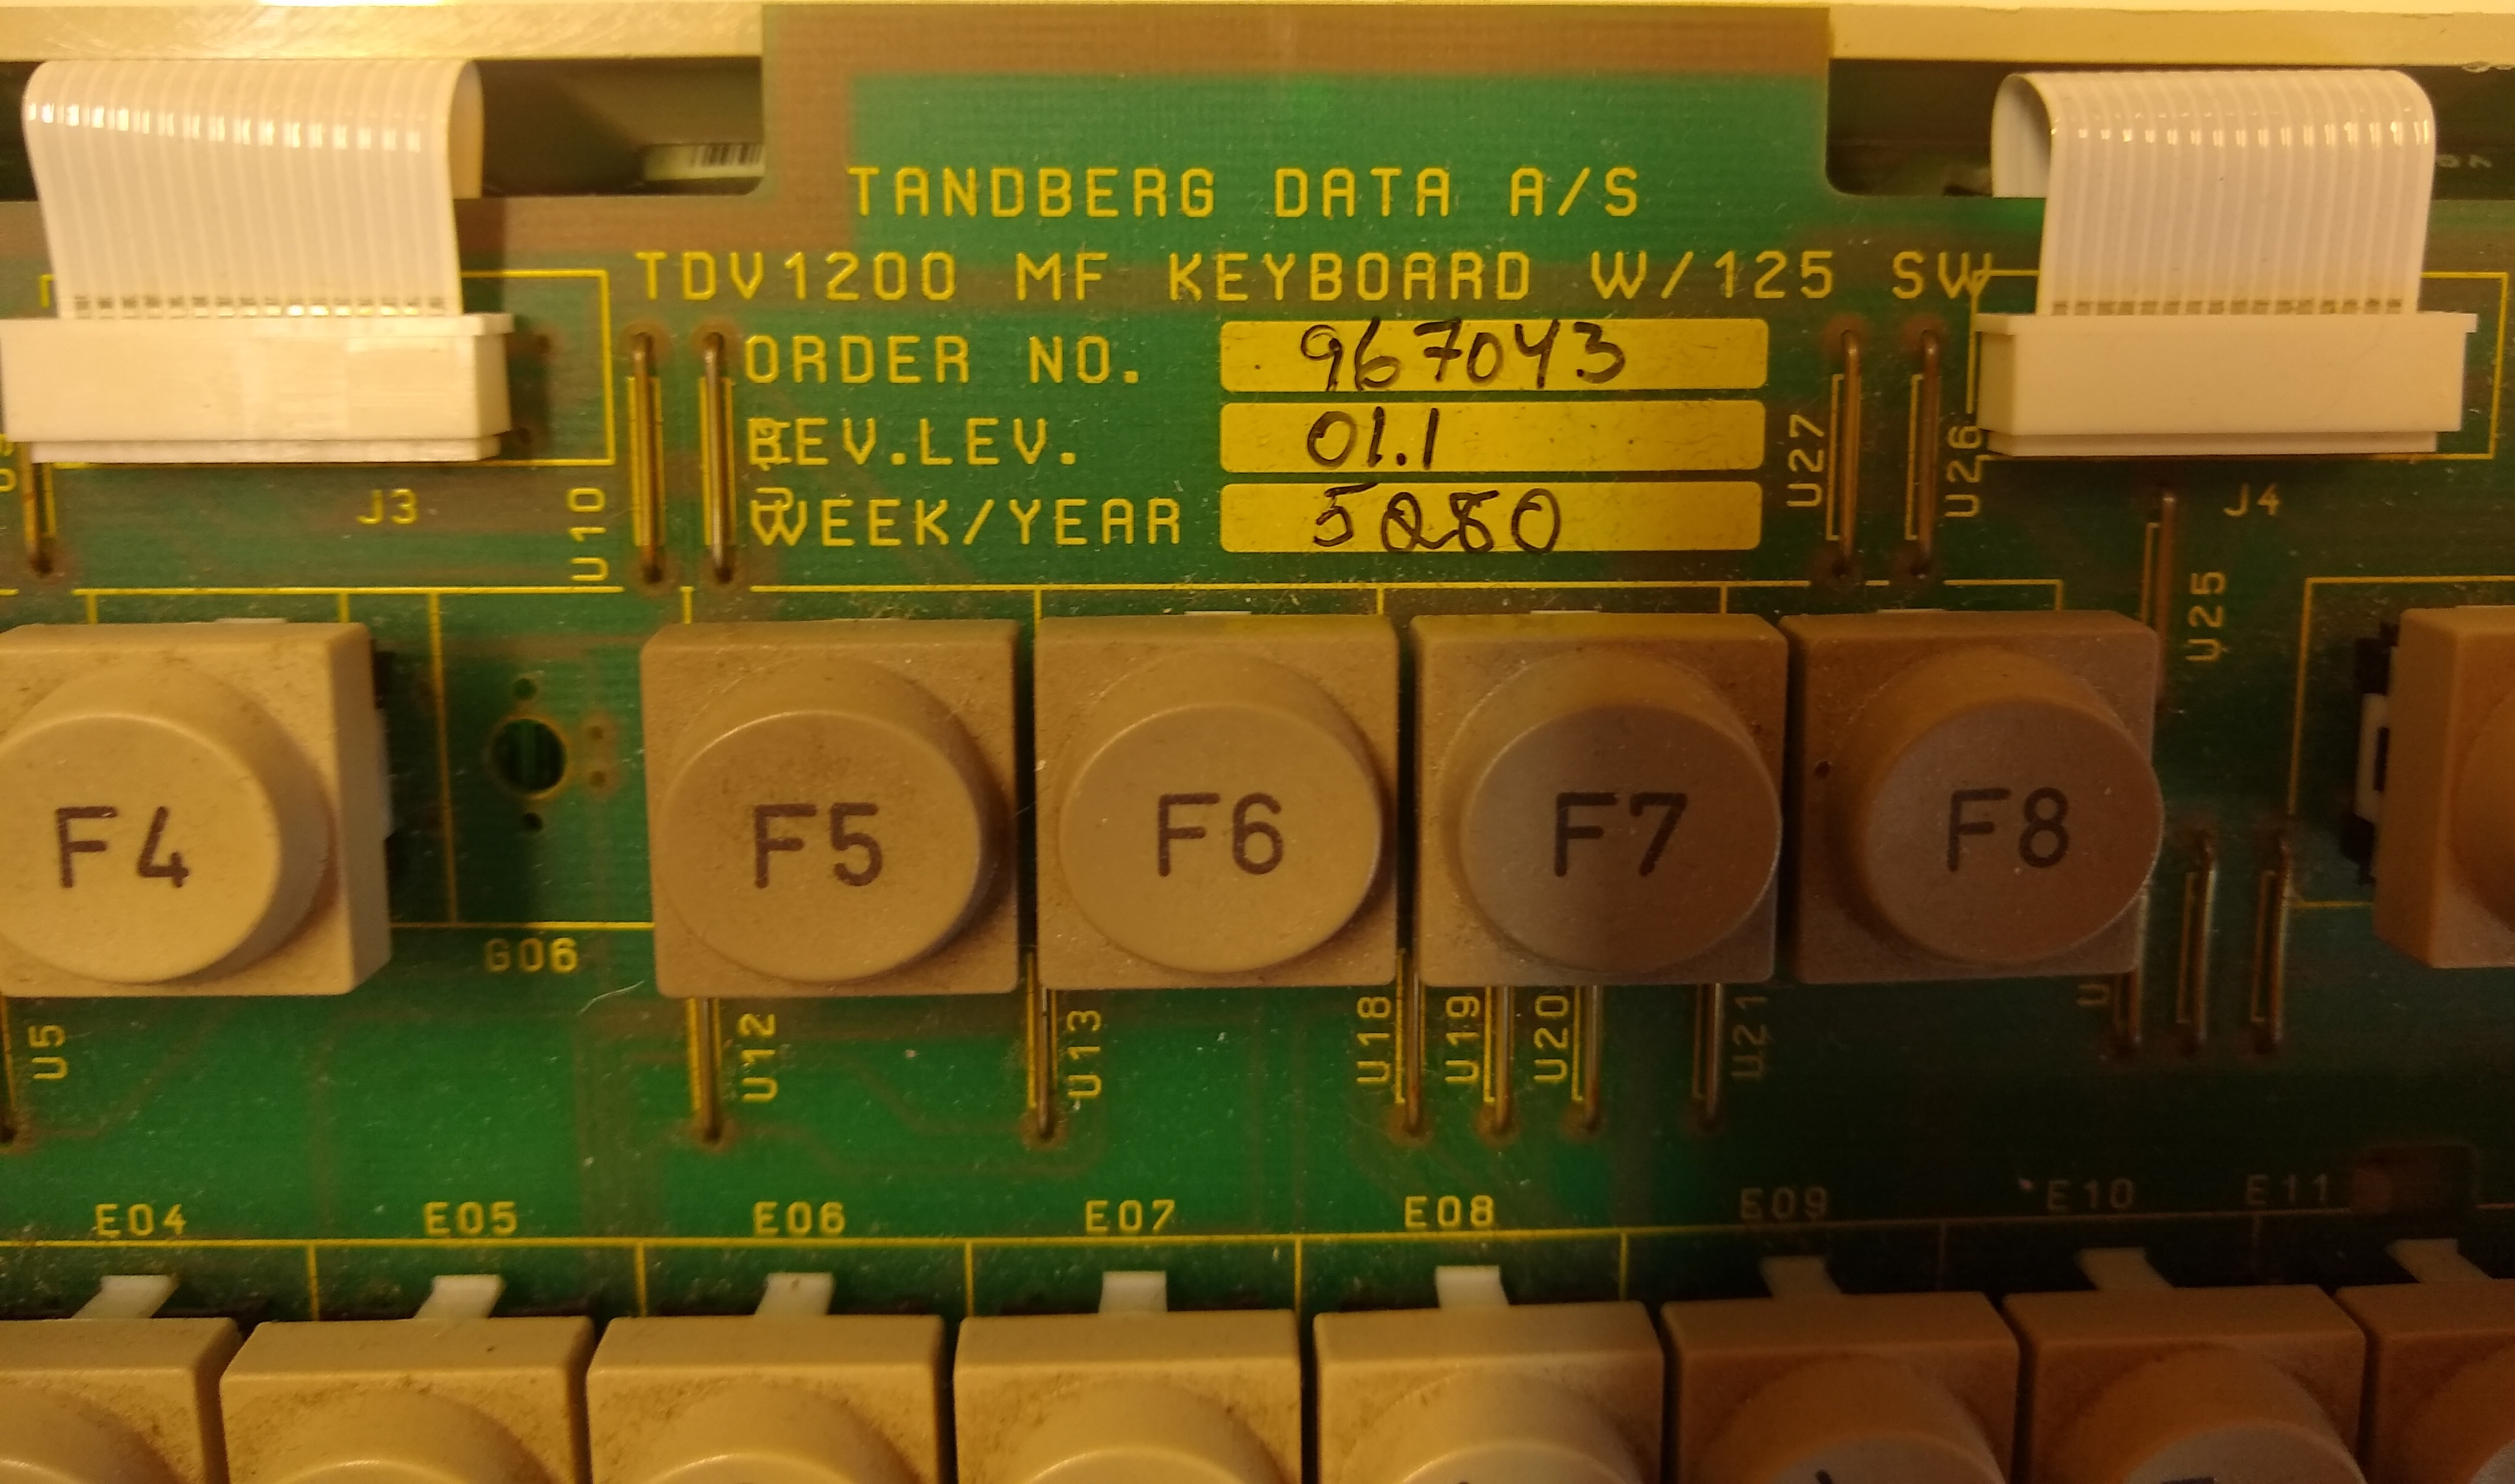 TANDBERG DATA A/S
TDV1200 MF KEYBOARD W/125 SW
ORDER NO. 967043
REV.LEV. 01.1
WEEK/YEAR 5280
J3
U10
U27
U26
J4
U25
F4
F5
F6
F7
F8
G06
U5
U12
U13
U18
U19
U20
U21
E04
E05
E06
E07
E08
E09
E10
E11